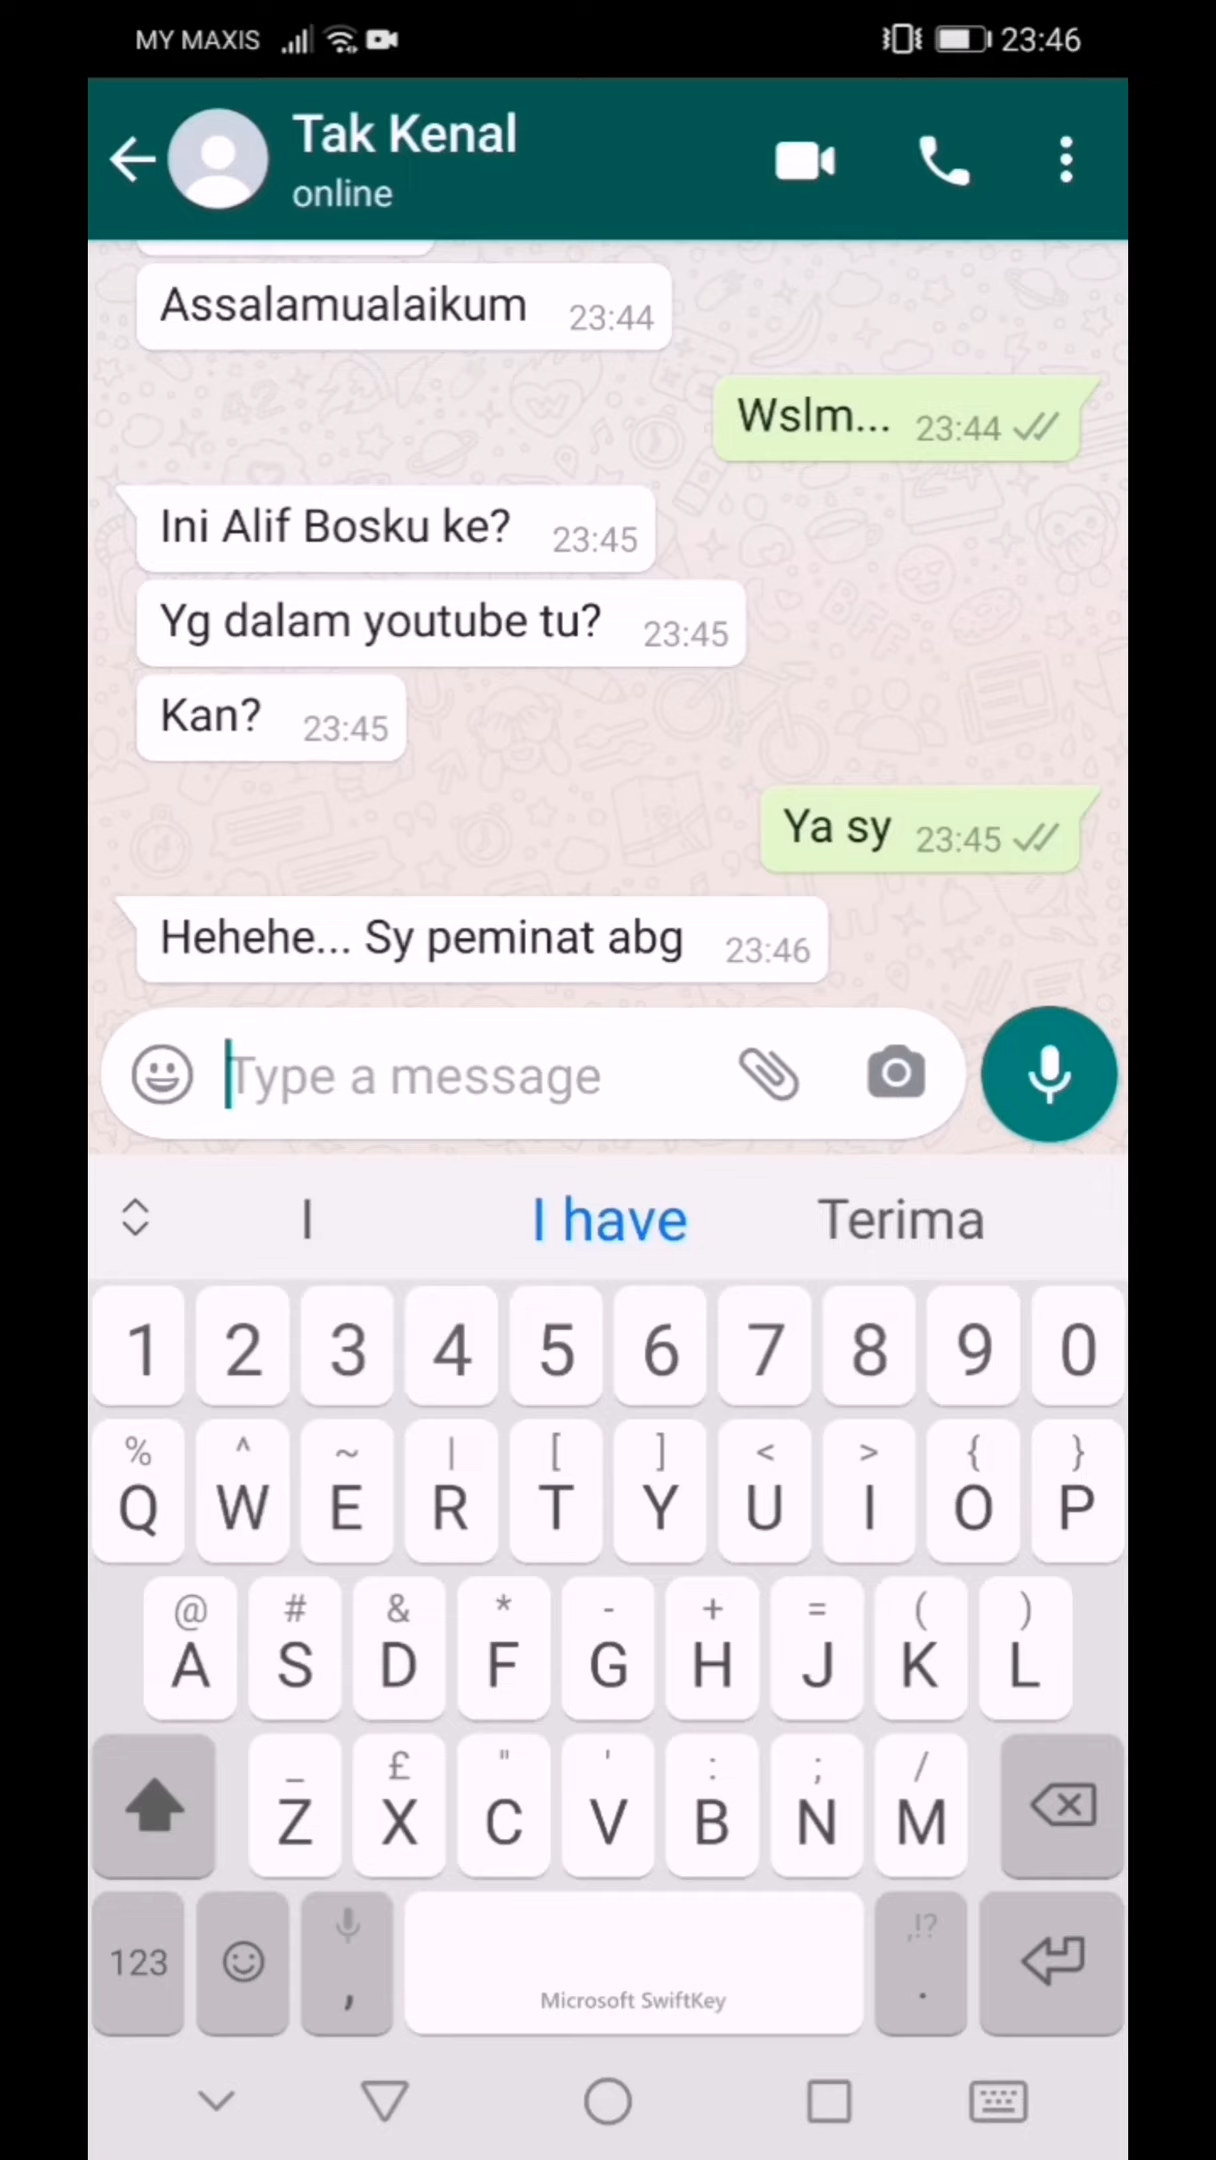 MY MAXIS 23:46
Tak Kenal
online
Assalamualaikum 23:44
Wslm... 23:44
Ini Alif Bosku ke? 23:45
Yg dalam youtube tu? 23:45
Kan? 23:45
Ya sy 23:45
Hehehe... Sy peminat abg 23:46
Type a message
I I have Terima
1 2 3 4 5 6 7 8 9 0
% ^ ~ | [ ] < > { }
Q W E R T Y U I O P
@ # & * - + = ( )
A S D F G H J K L
_ £ " ' : ; /
Z X C V B N M
,!?
123 , .
Microsoft SwiftKey